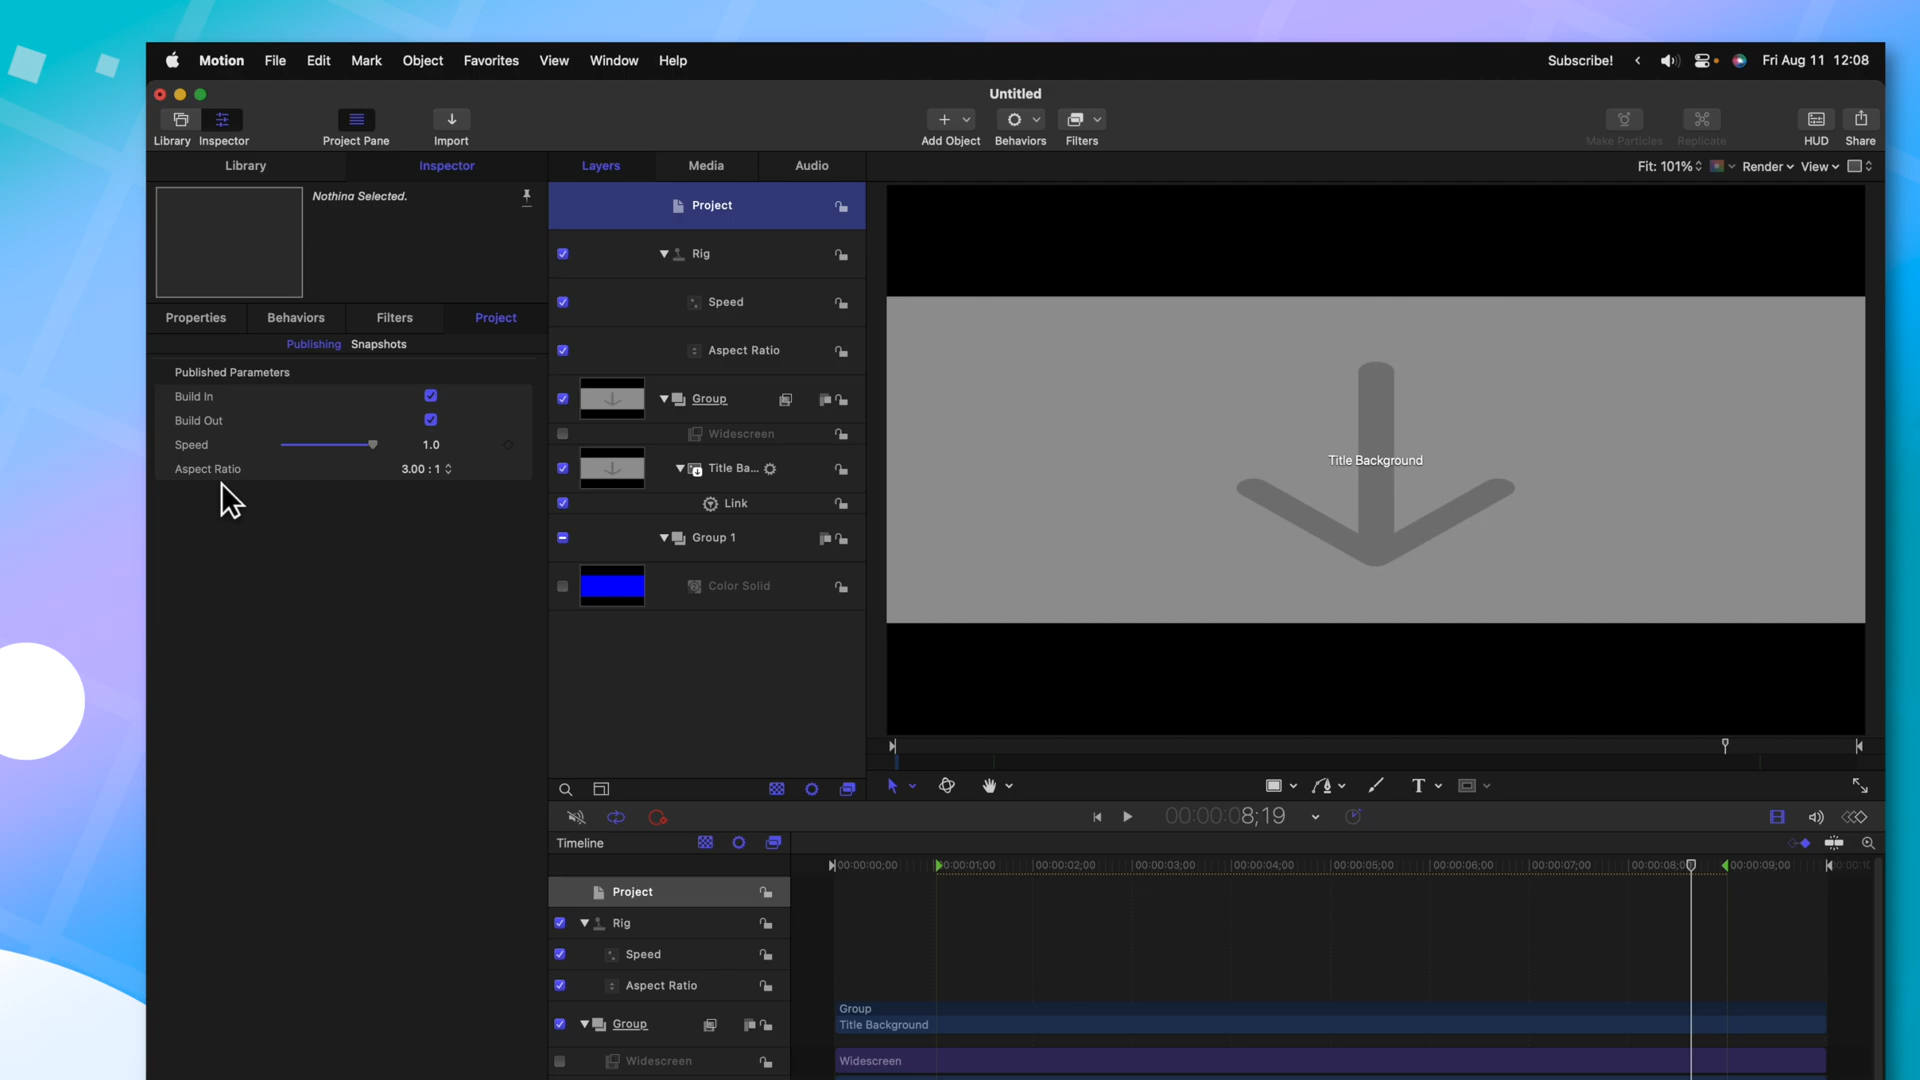 Motion File Edit Mark Object Favorites View Window Help Subscribe! Fri Aug 11 12:08
Untitled
Library Inspector Project Pane Import Add Object Behaviors Filters Make Particles Replicate HUD Share
Library Inspector Layers Media Audio Fit: 101% Render View
Nothing Selected.
Project
Rig
Speed
Aspect Ratio
Properties Behaviors Filters Project
Publishing Snapshots
Published Parameters
Build In
Build Out
Speed 1.0
Aspect Ratio 3.00 : 1
Group
Widescreen
Title Ba...
Link
Group 1
Color Solid
Title Background
T
00:00:00:08;19
Timeline
00:00:00;00 0:00:01;00 00:00:02;00 00:00:03;00 00:00:04;00 00:00:05;00 00:00:06;00 00:00:07;00 00:00:08;0 00:00:09;00
Project
Rig
Speed
Aspect Ratio
Group
Widescreen
Group
Title Background
Widescreen